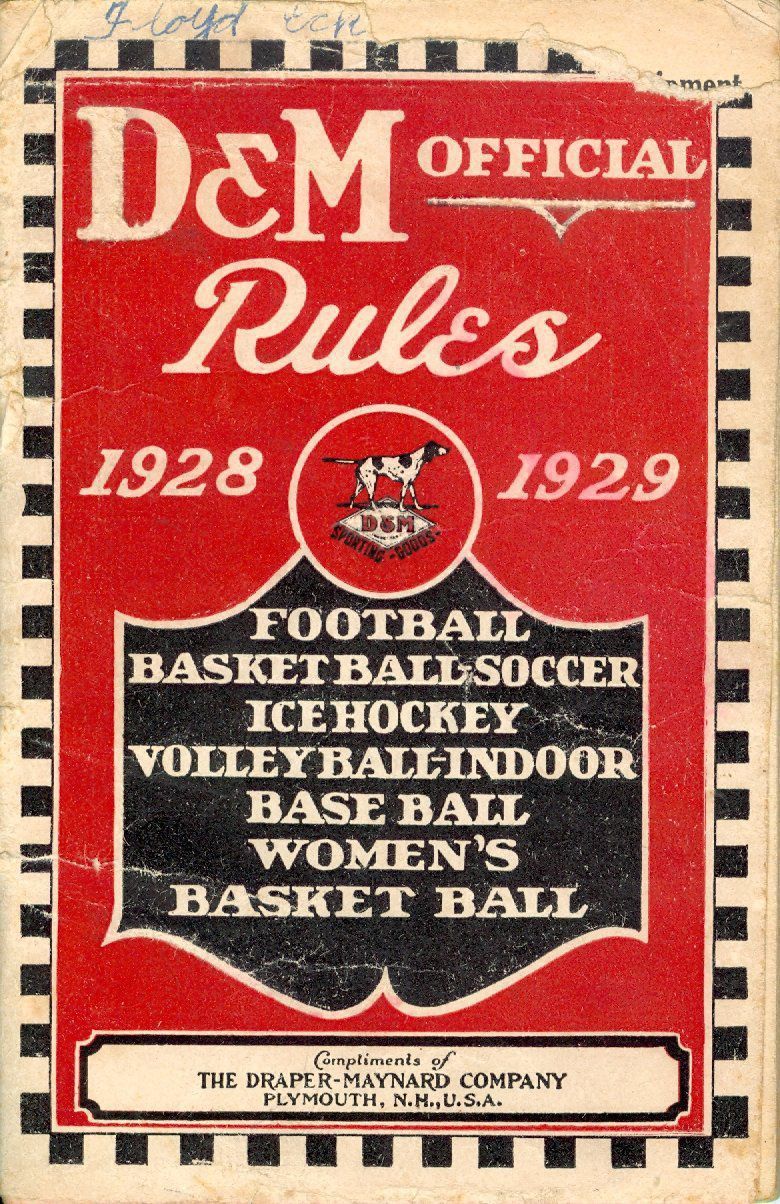 Floyd
D&M OFFICIAL
Rules
1928 1929
D&M
SPORTING-GOODS-
FOOTBALL
BASKET BALL-SOCCER
ICE HOCKEY
VOLLEY BALL-INDOOR
BASE BALL
WOMEN'S
BASKET BALL
Compliments of
THE DRAPER-MAYNARD COMPANY
PLYMOUTH, N.H., U.S.A.